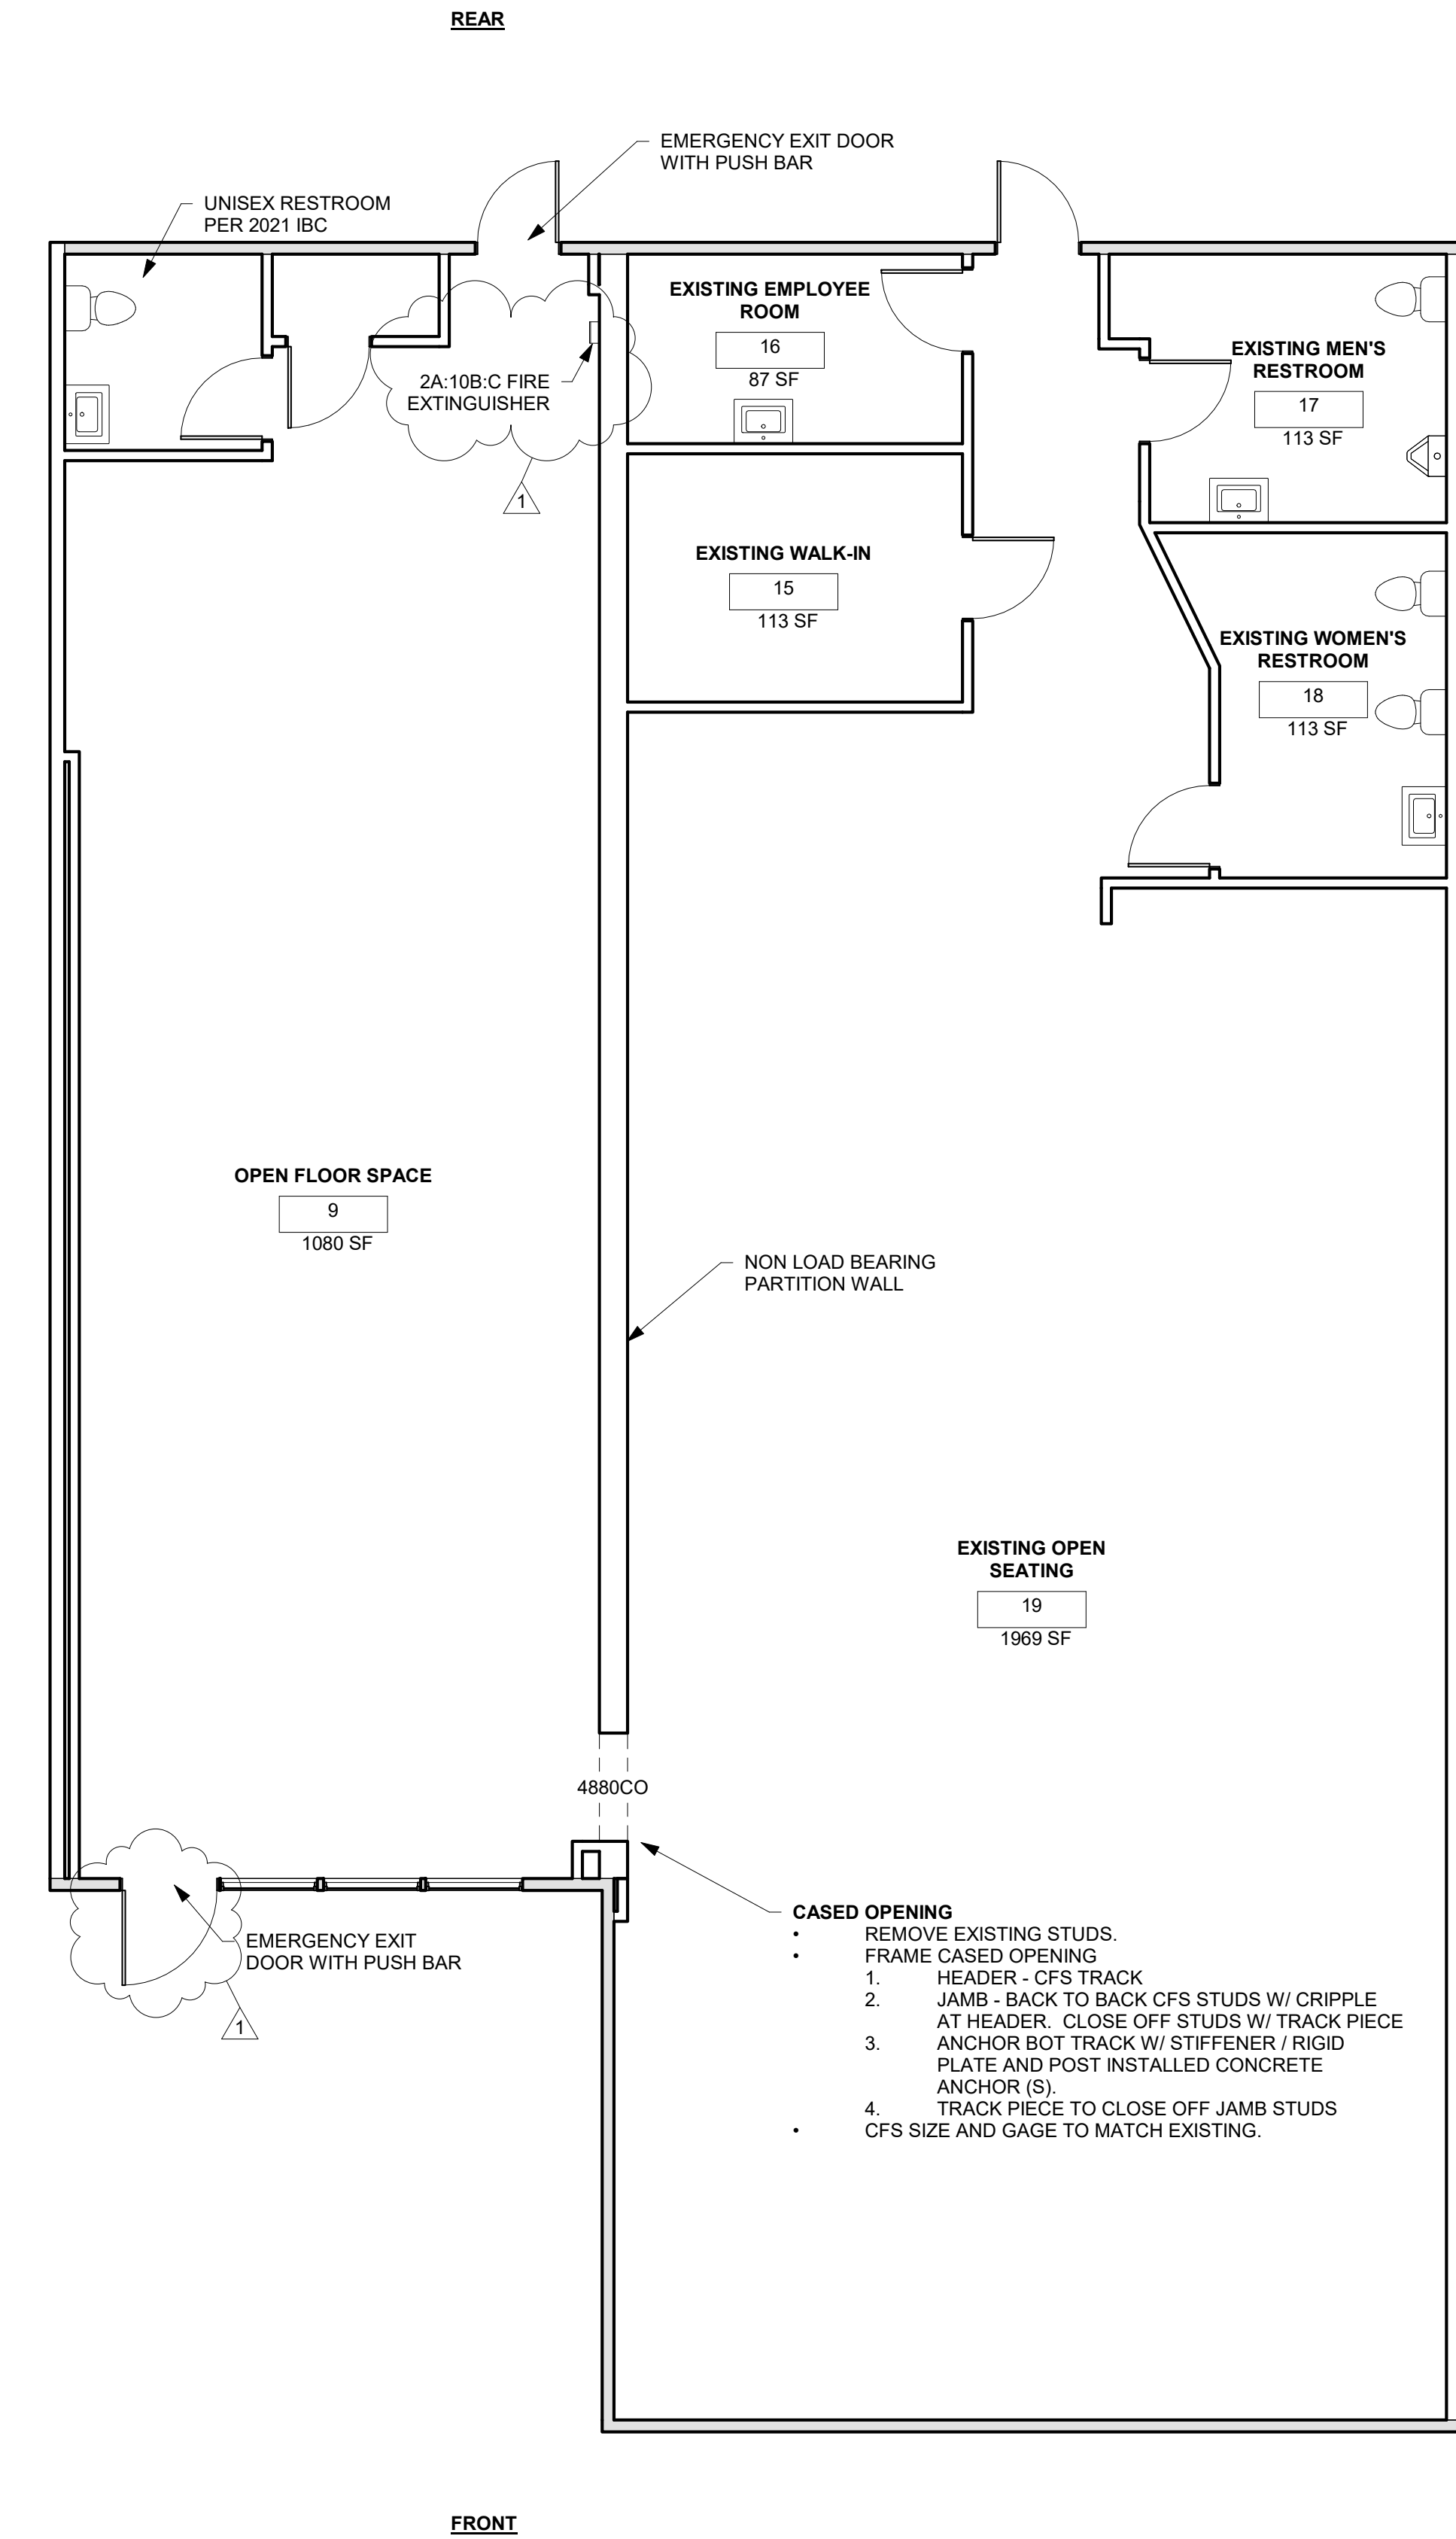 REAR
EMERGENCY EXIT DOOR
WITH PUSH BAR
UNISEX RESTROOM
PER 2021 IBC
EXISTING EMPLOYEE
ROOM
16
87 SF
2A:10B:C FIRE
EXTINGUISHER
1
EXISTING MEN'S
RESTROOM
17
113 SF
EXISTING WALK-IN
15
113 SF
EXISTING WOMEN'S
RESTROOM
18
113 SF
OPEN FLOOR SPACE
9
1080 SF
NON LOAD BEARING
PARTITION WALL
EXISTING OPEN
SEATING
19
1969 SF
4880CO
EMERGENCY EXIT
DOOR WITH PUSH BAR
1
CASED OPENING
• REMOVE EXISTING STUDS.
• FRAME CASED OPENING
1. HEADER - CFS TRACK
2. JAMB - BACK TO BACK CFS STUDS W/ CRIPPLE
AT HEADER. CLOSE OFF STUDS W/ TRACK PIECE
3. ANCHOR BOT TRACK W/ STIFFENER / RIGID
PLATE AND POST INSTALLED CONCRETE
ANCHOR (S).
4. TRACK PIECE TO CLOSE OFF JAMB STUDS
• CFS SIZE AND GAGE TO MATCH EXISTING.
FRONT